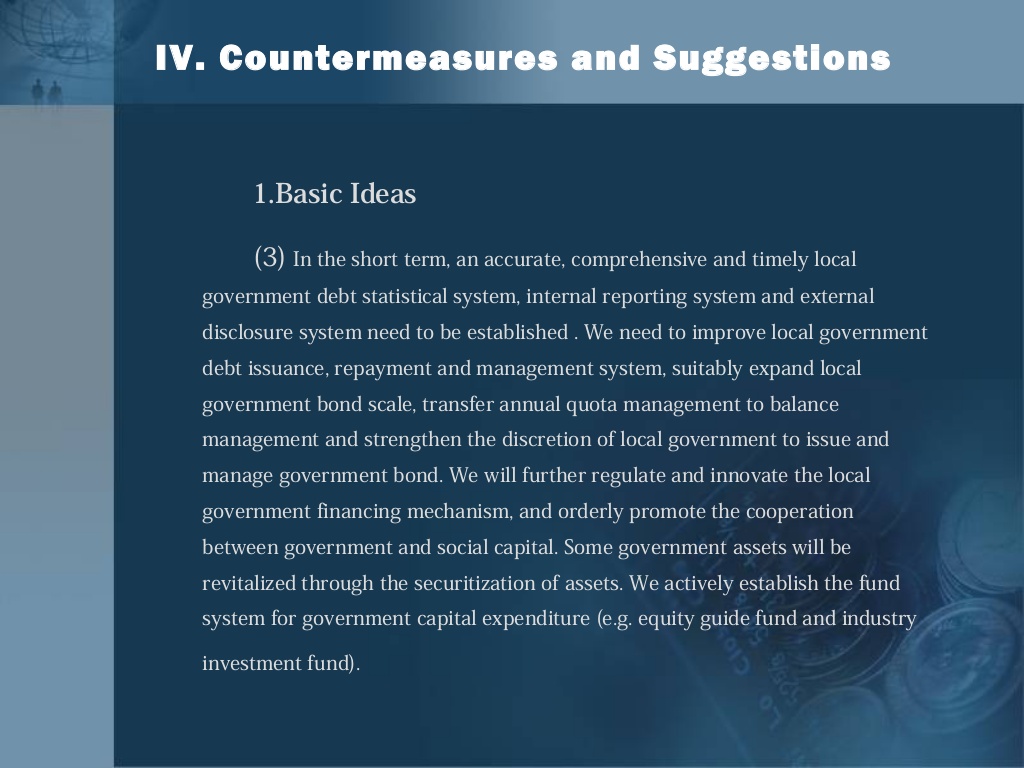 IV. Countermeasures and Suggestions
1.Basic Ideas
(3) In the short term, an accurate, comprehensive and timely local
government debt statistical system, internal reporting system and external
disclosure system need to be established . We need to improve local government
debt issuance, repayment and management system, suitably expand local
government bond scale, transfer annual quota management to balance
management and strengthen the discretion of local government to issue and
manage government bond. We will further regulate and innovate the local
government financing mechanism, and orderly promote the cooperation
between government and social capital. Some government assets will be
revitalized through the securitization of assets. We actively establish the fund
system for government capital expenditure (e.g. equity guide fund and industry
investment fund).